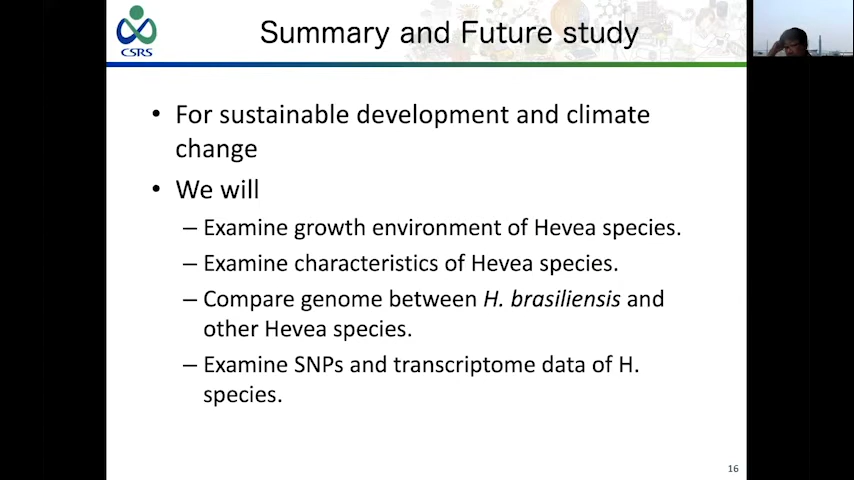 CSRS
Summary and Future study
• For sustainable development and climate
change
• We will
– Examine growth environment of Hevea species.
– Examine characteristics of Hevea species.
– Compare genome between H. brasiliensis and
other Hevea species.
– Examine SNPs and transcriptome data of H.
species.
16